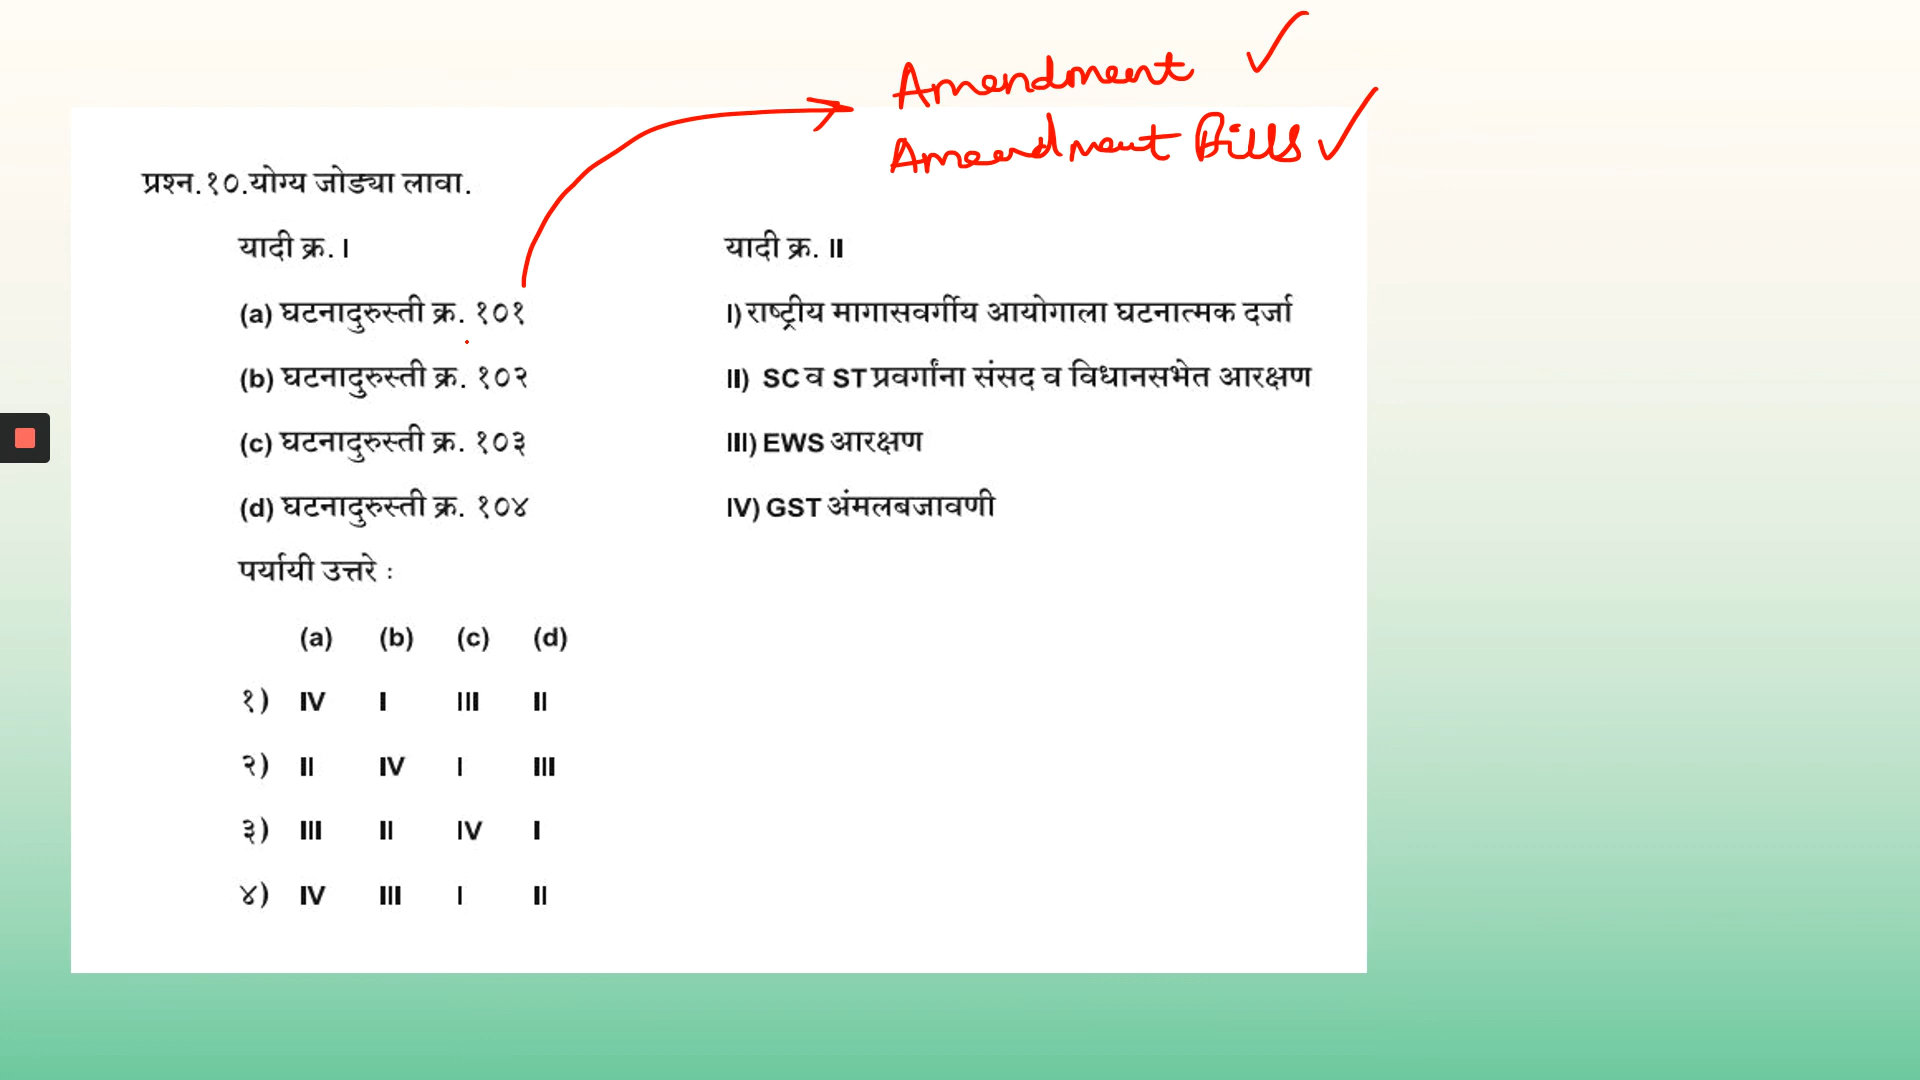 Amendment
Amendment Bills
प्रश्न.१०.योग्य जोड्या लावा.
यादी क्र. I यादी क्र. II
(a) घटनादुरुस्ती क्र. १०१ I) राष्ट्रीय मागासवर्गीय आयोगाला घटनात्मक दर्जा
(b) घटनादुरुस्ती क्र. १०२ II) SC व ST प्रवर्गांना संसद व विधानसभेत आरक्षण
(c) घटनादुरुस्ती क्र. १०३ III) EWS आरक्षण
(d) घटनादुरुस्ती क्र. १०४ IV) GST अंमलबजावणी
पर्यायी उत्तरे :
(a) (b) (c) (d)
१) IV I III II
२) II IV I III
३) III II IV I
४) IV III I II